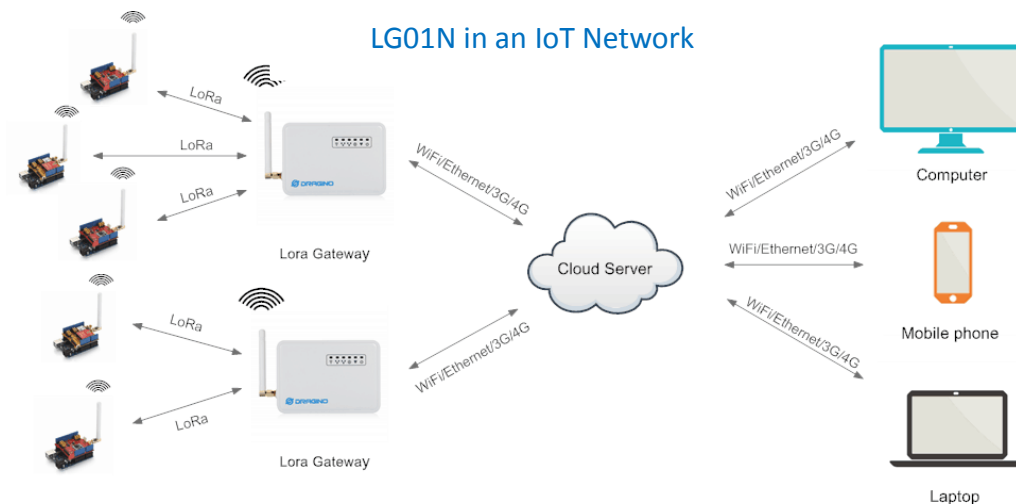 LG01N in an IoT Network
LoRa
LoRa
LoRa
DRAGINO
Lora Gateway
WiFi/Ethernet/3G/4G
LoRa
LoRa
DRAGINO
Lora Gateway
WiFi/Ethernet/3G/4G
Cloud Server
WiFi/Ethernet/3G/4G
Computer
WiFi/Ethernet/3G/4G
Mobile phone
WiFi/Ethernet/3G/4G
Laptop